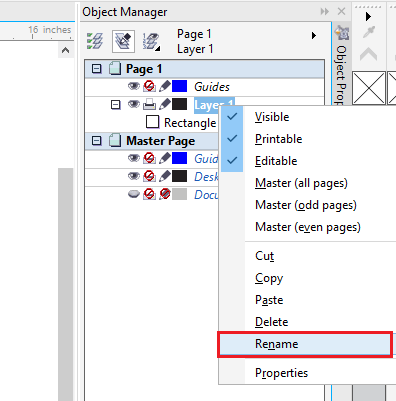 Object Manager
16 inches
Page 1
Layer 1
Page 1
Guides
Layer 1
Rectangle
Master Page
Guid
Desk
Docu
Visible
Printable
Editable
Master (all pages)
Master (odd pages)
Master (even pages)
Cut
Copy
Paste
Delete
Rename
Properties
Object Prop